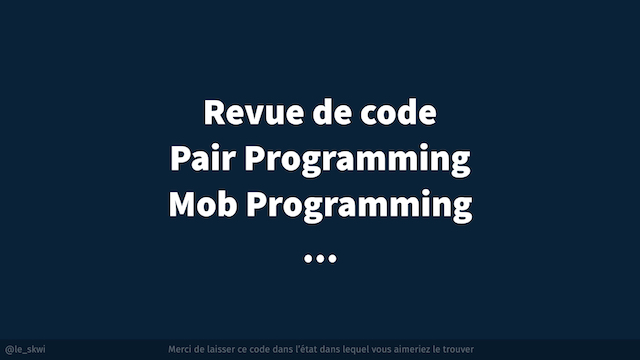 Revue de code
Pair Programming
Mob Programming
...
@le_skwi
Merci de laisser ce code dans l'état dans lequel vous aimeriez le trouver